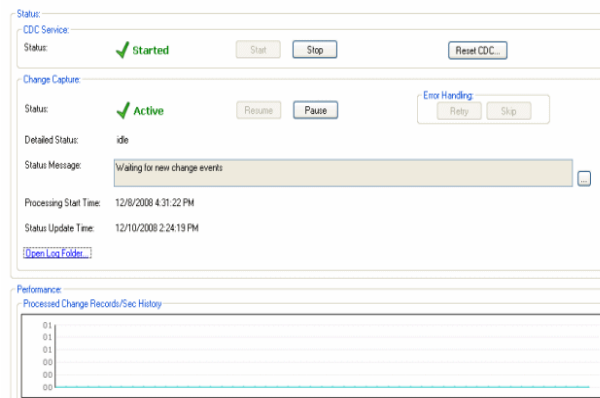 Status:
CDC Service:
Status: Started Start Stop Reset CDC...
Change Capture:
Error Handling:
Status: Active Resume Pause Retry Skip
Detailed Status: idle
Status Message: Waiting for new change events ...
Processing Start Time: 12/8/2008 4:31:22 PM
Status Update Time: 12/10/2008 2:24:19 PM
Open Log Folder...
Performance:
Processed Change Records/Sec History
01
01
01
00
00
00